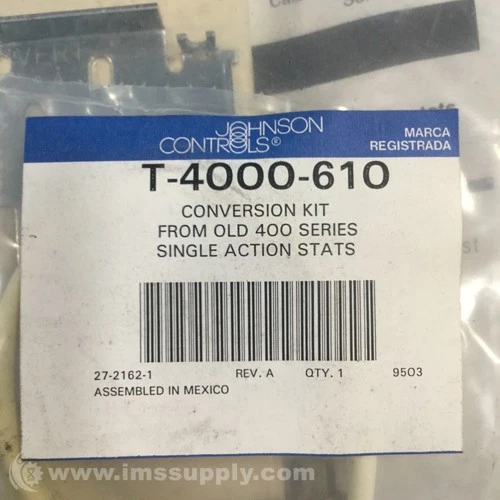 JOHNSON
CONTROLS®
MARCA
REGISTRADA
T-4000-610
CONVERSION KIT
FROM OLD 400 SERIES
SINGLE ACTION STATS
27-2162-1 REV. A QTY. 1 9503
ASSEMBLED IN MEXICO
© www.imssupply.com